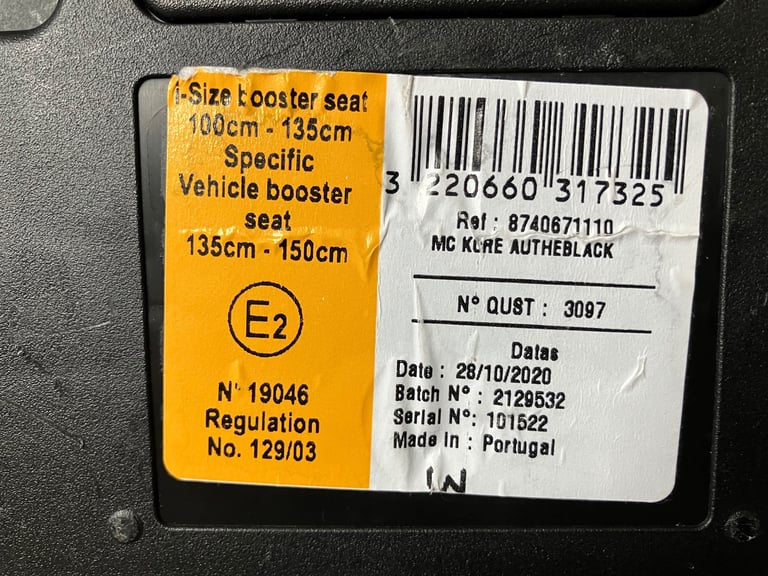 i-Size booster seat
100cm - 135cm
Specific
Vehicle booster
seat
135cm - 150cm
E2
N° 19046
Regulation
No. 129/03
3 220660 317325
Ref : 8740671110
MC KORE AUTHEBLACK
N° QUST : 3097
Datas
Date : 28/10/2020
Batch N° : 2129532
Serial N°: 101522
Made In : Portugal
IN